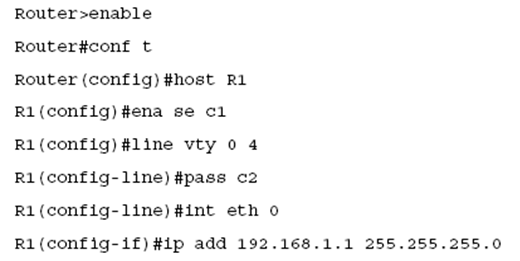 Router>enable
Router#conf t
Router(config)#host R1
R1(config)#ena se c1
R1(config)#line vty 0 4
R1(config-line)#pass c2
R1(config-line)#int eth 0
R1(config-if)#ip add 192.168.1.1 255.255.255.0